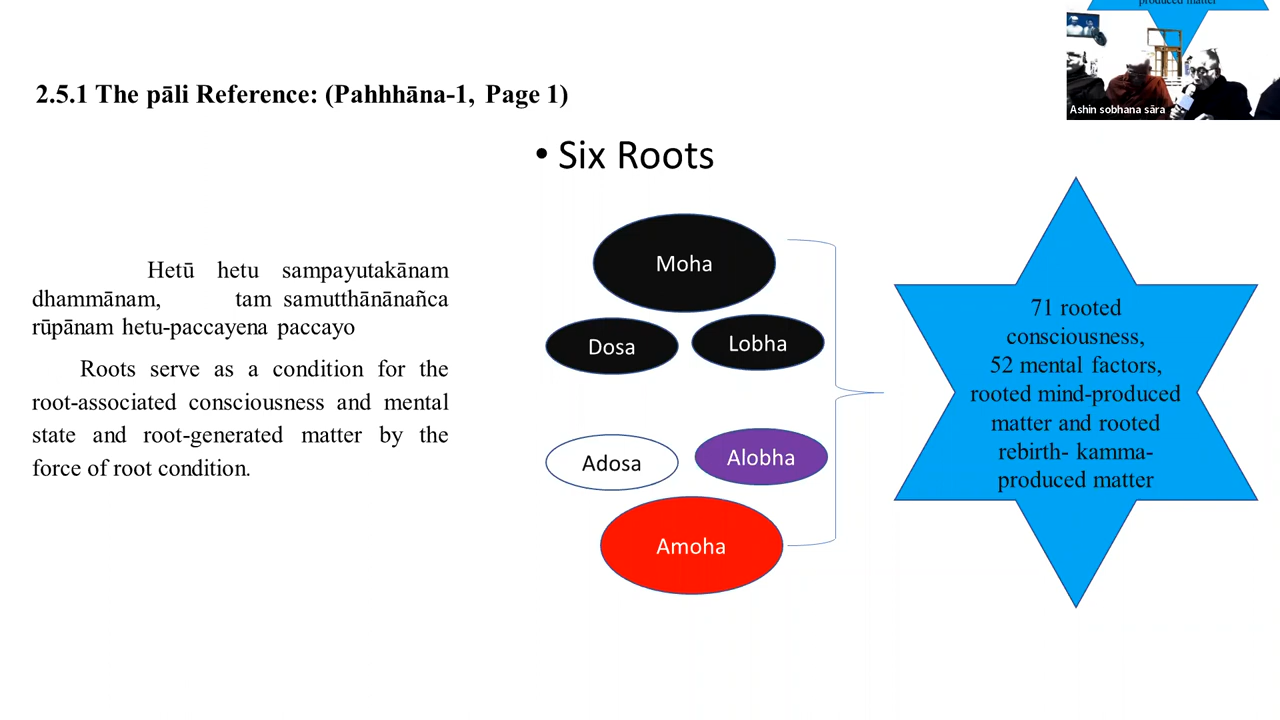 produced matter
Ashin sobhana sāra
2.5.1 The pāli Reference: (Pahhhāna-1, Page 1)
• Six Roots
Hetū hetu sampayutakānam
dhammānam, tam samutthānānañca
rūpānam hetu-paccayena paccayo
Roots serve as a condition for the
root-associated consciousness and mental
state and root-generated matter by the
force of root condition.
Moha
Dosa
Lobha
Adosa
Alobha
Amoha
71 rooted
consciousness,
52 mental factors,
rooted mind-produced
matter and rooted
rebirth- kamma-
produced matter